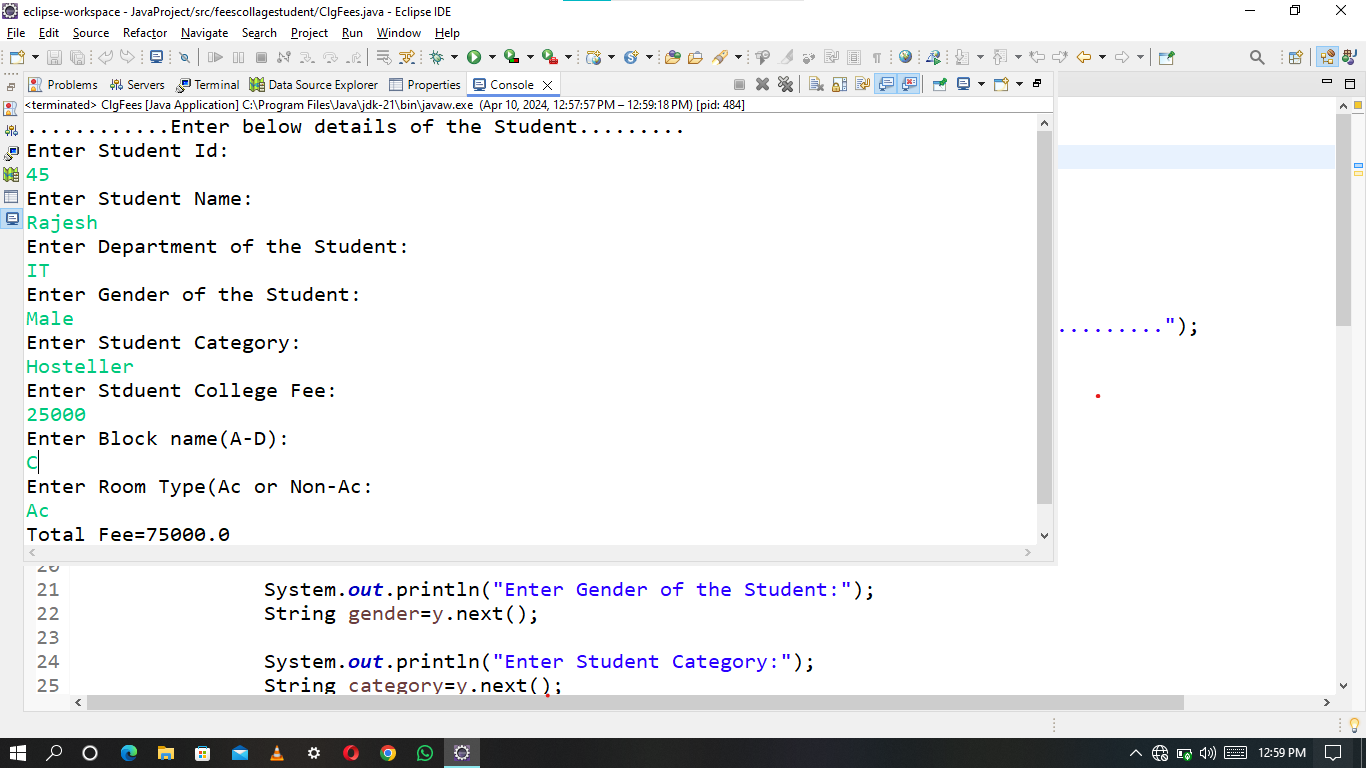 eclipse-workspace - JavaProject/src/feescollagestudent/ClgFees.java - Eclipse IDE
File Edit Source Refactor Navigate Search Project Run Window Help
Problems Servers Terminal Data Source Explorer Properties Console
<terminated> ClgFees [Java Application] C:\Program Files\Java\jdk-21\bin\javaw.exe (Apr 10, 2024, 12:57:57 PM – 12:59:18 PM) [pid: 484]
............Enter below details of the Student.........
Enter Student Id:
45
Enter Student Name:
Rajesh
Enter Department of the Student:
IT
Enter Gender of the Student:
Male
.........");
Enter Student Category:
Hosteller
Enter Stduent College Fee:
25000
Enter Block name(A-D):
C
Enter Room Type(Ac or Non-Ac:
Ac
Total Fee=75000.0
20
21 System.out.println("Enter Gender of the Student:");
22 String gender=y.next();
23
24 System.out.println("Enter Student Category:");
25 String category=y.next();
12:59 PM